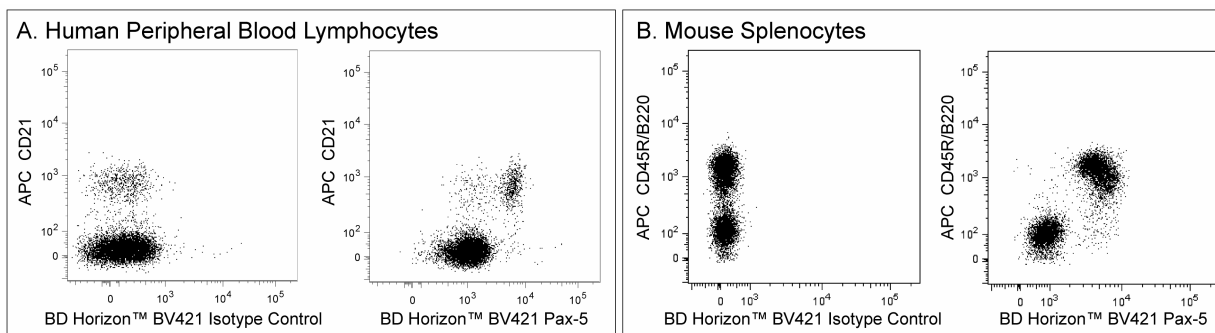 A. Human Peripheral Blood Lymphocytes
APC CD21
10⁵
10⁴
10³
10²
0
0 10³ 10⁴ 10⁵
BD Horizon™ BV421 Isotype Control
APC CD21
10⁵
10⁴
10³
10²
0
0 10³ 10⁴ 10⁵
BD Horizon™ BV421 Pax-5
B. Mouse Splenocytes
APC CD45R/B220
10⁵
10⁴
10³
10²
0
0 10³ 10⁴ 10⁵
BD Horizon™ BV421 Isotype Control
APC CD45R/B220
10⁵
10⁴
10³
10²
0
0 10³ 10⁴ 10⁵
BD Horizon™ BV421 Pax-5